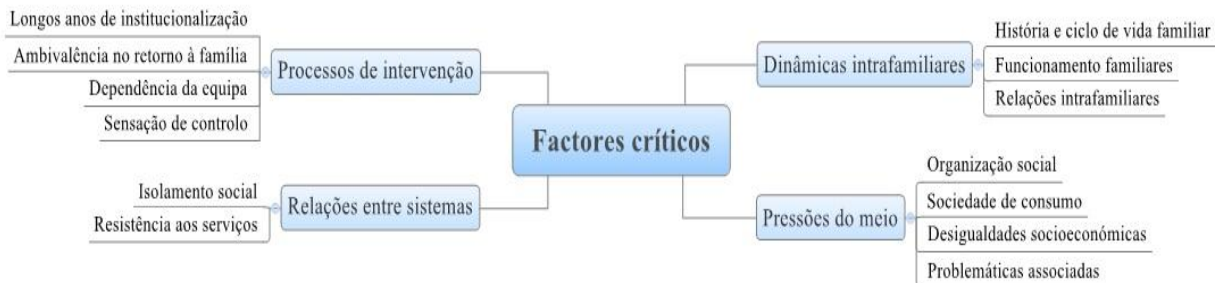 Longos anos de institucionalização
Ambivalência no retorno à família
Dependência da equipa
Sensação de controlo
Processos de intervenção
Isolamento social
Resistência aos serviços
Relações entre sistemas
Factores críticos
Dinâmicas intrafamiliares
História e ciclo de vida familiar
Funcionamento familiares
Relações intrafamiliares
Pressões do meio
Organização social
Sociedade de consumo
Desigualdades socioeconómicas
Problemáticas associadas